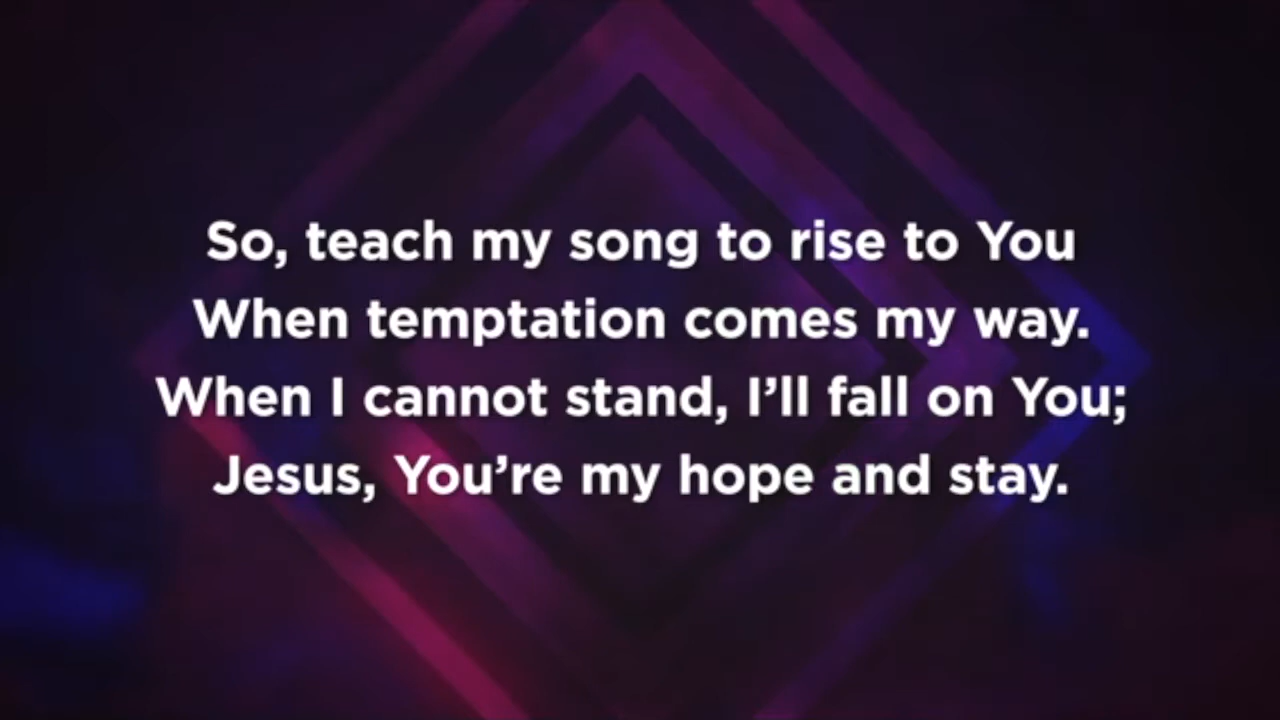 So, teach my song to rise to You
When temptation comes my way.
When I cannot stand, I’ll fall on You;
Jesus, You’re my hope and stay.